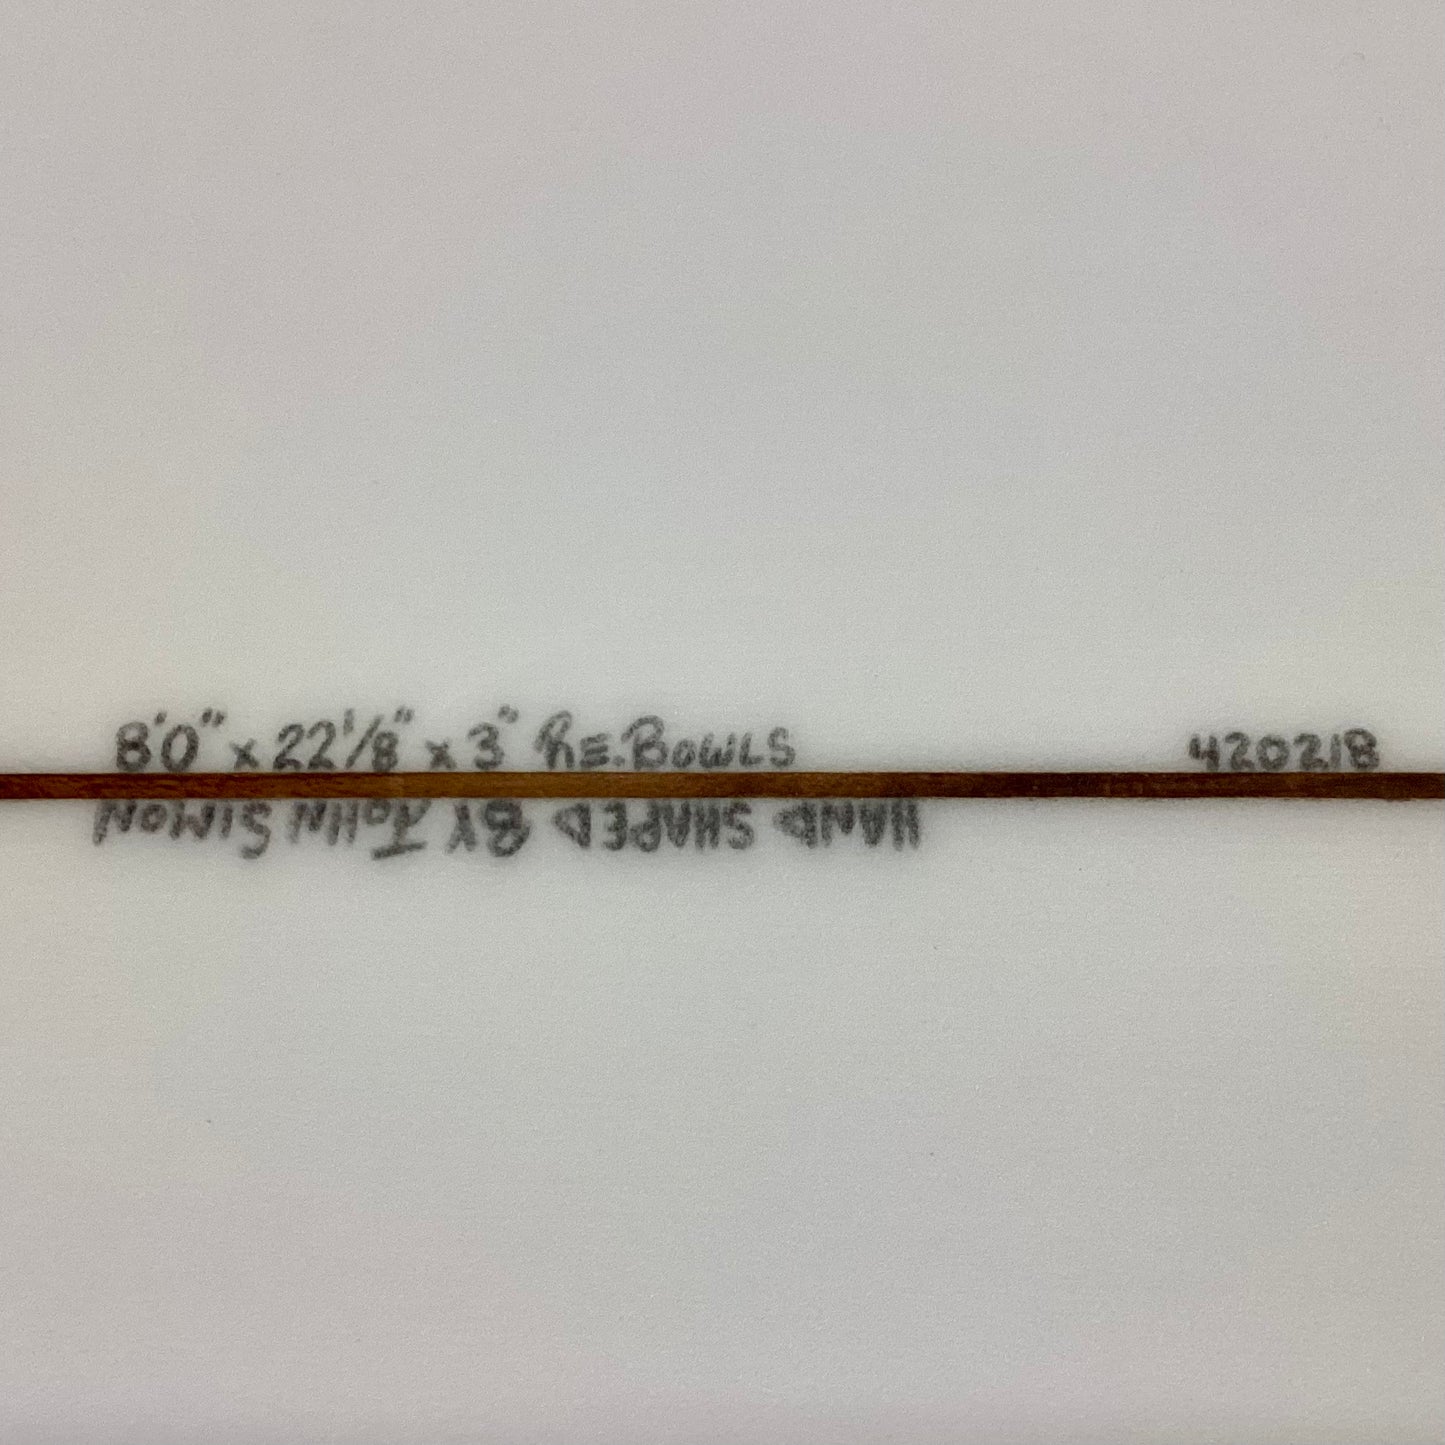 8'0" x 22 1/8" x 3" RE.BOWLS 420218
HAND SHAPED BY JOHN SIMON